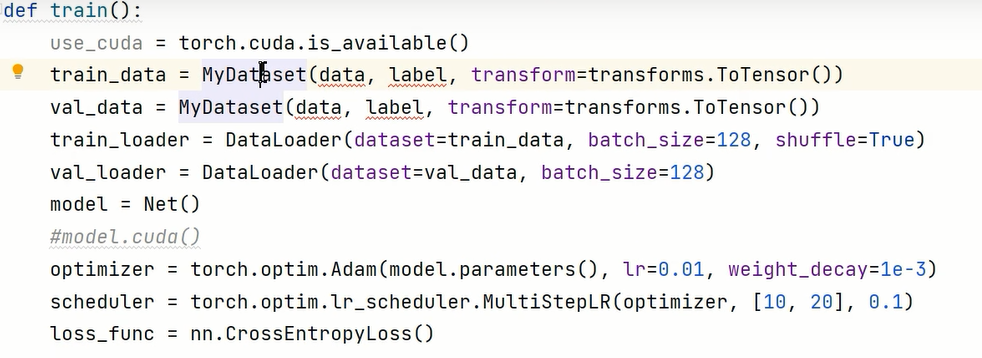 def train():
use_cuda = torch.cuda.is_available()
train_data = MyDataset(data, label, transform=transforms.ToTensor())
val_data = MyDataset(data, label, transform=transforms.ToTensor())
train_loader = DataLoader(dataset=train_data, batch_size=128, shuffle=True)
val_loader = DataLoader(dataset=val_data, batch_size=128)
model = Net()
#model.cuda()
optimizer = torch.optim.Adam(model.parameters(), lr=0.01, weight_decay=1e-3)
scheduler = torch.optim.lr_scheduler.MultiStepLR(optimizer, [10, 20], 0.1)
loss_func = nn.CrossEntropyLoss()